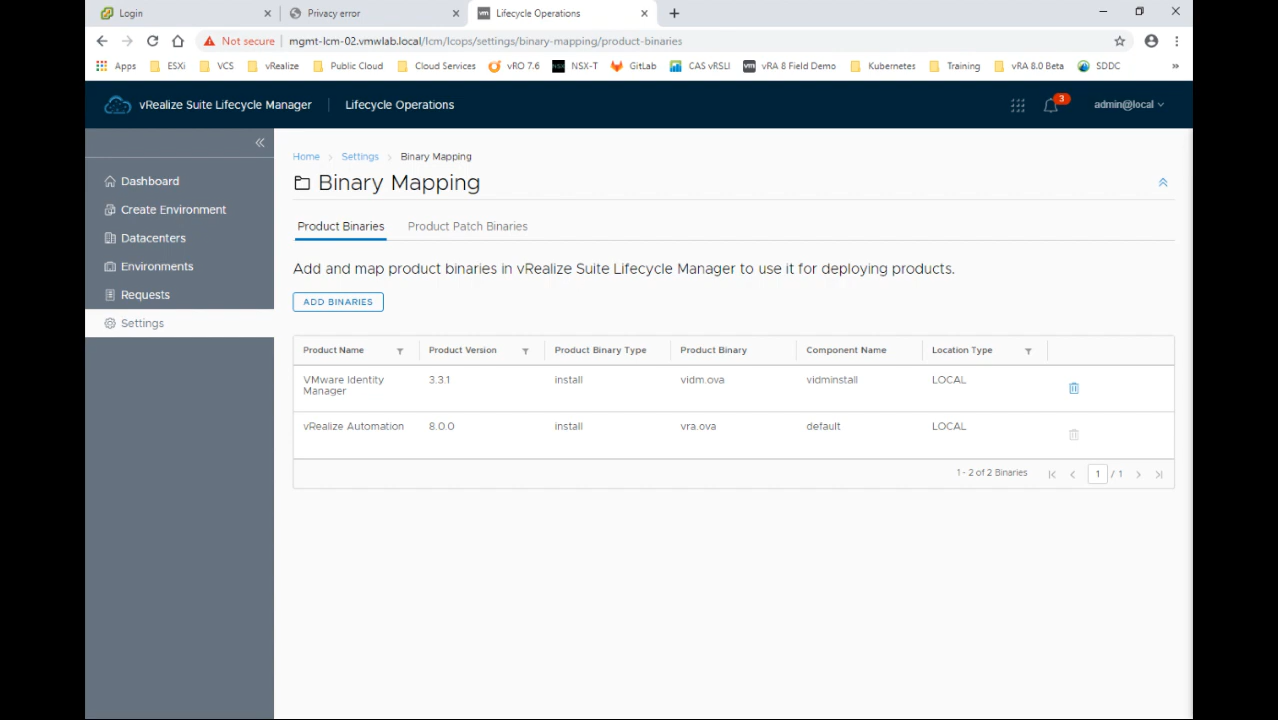 Login
Privacy error
Lifecycle Operations
Not secure mgmt-lcm-02.vmwlab.local/lcm/lcops/settings/binary-mapping/product-binaries
Apps ESXi VCS vRealize Public Cloud Cloud Services vRO 7.6 NSX-T GitLab CAS vRSLI vRA 8 Field Demo Kubernetes Training vRA 8.0 Beta SDDC »
vRealize Suite Lifecycle Manager Lifecycle Operations 3 admin@local
Dashboard
Create Environment
Datacenters
Environments
Requests
Settings
Home > Settings > Binary Mapping
Binary Mapping
Product Binaries Product Patch Binaries
Add and map product binaries in vRealize Suite Lifecycle Manager to use it for deploying products.
ADD BINARIES
Product Name Product Version Product Binary Type Product Binary Component Name Location Type
VMware Identity Manager 3.3.1 install vidm.ova vidminstall LOCAL
vRealize Automation 8.0.0 install vra.ova default LOCAL
1 - 2 of 2 Binaries 1 / 1